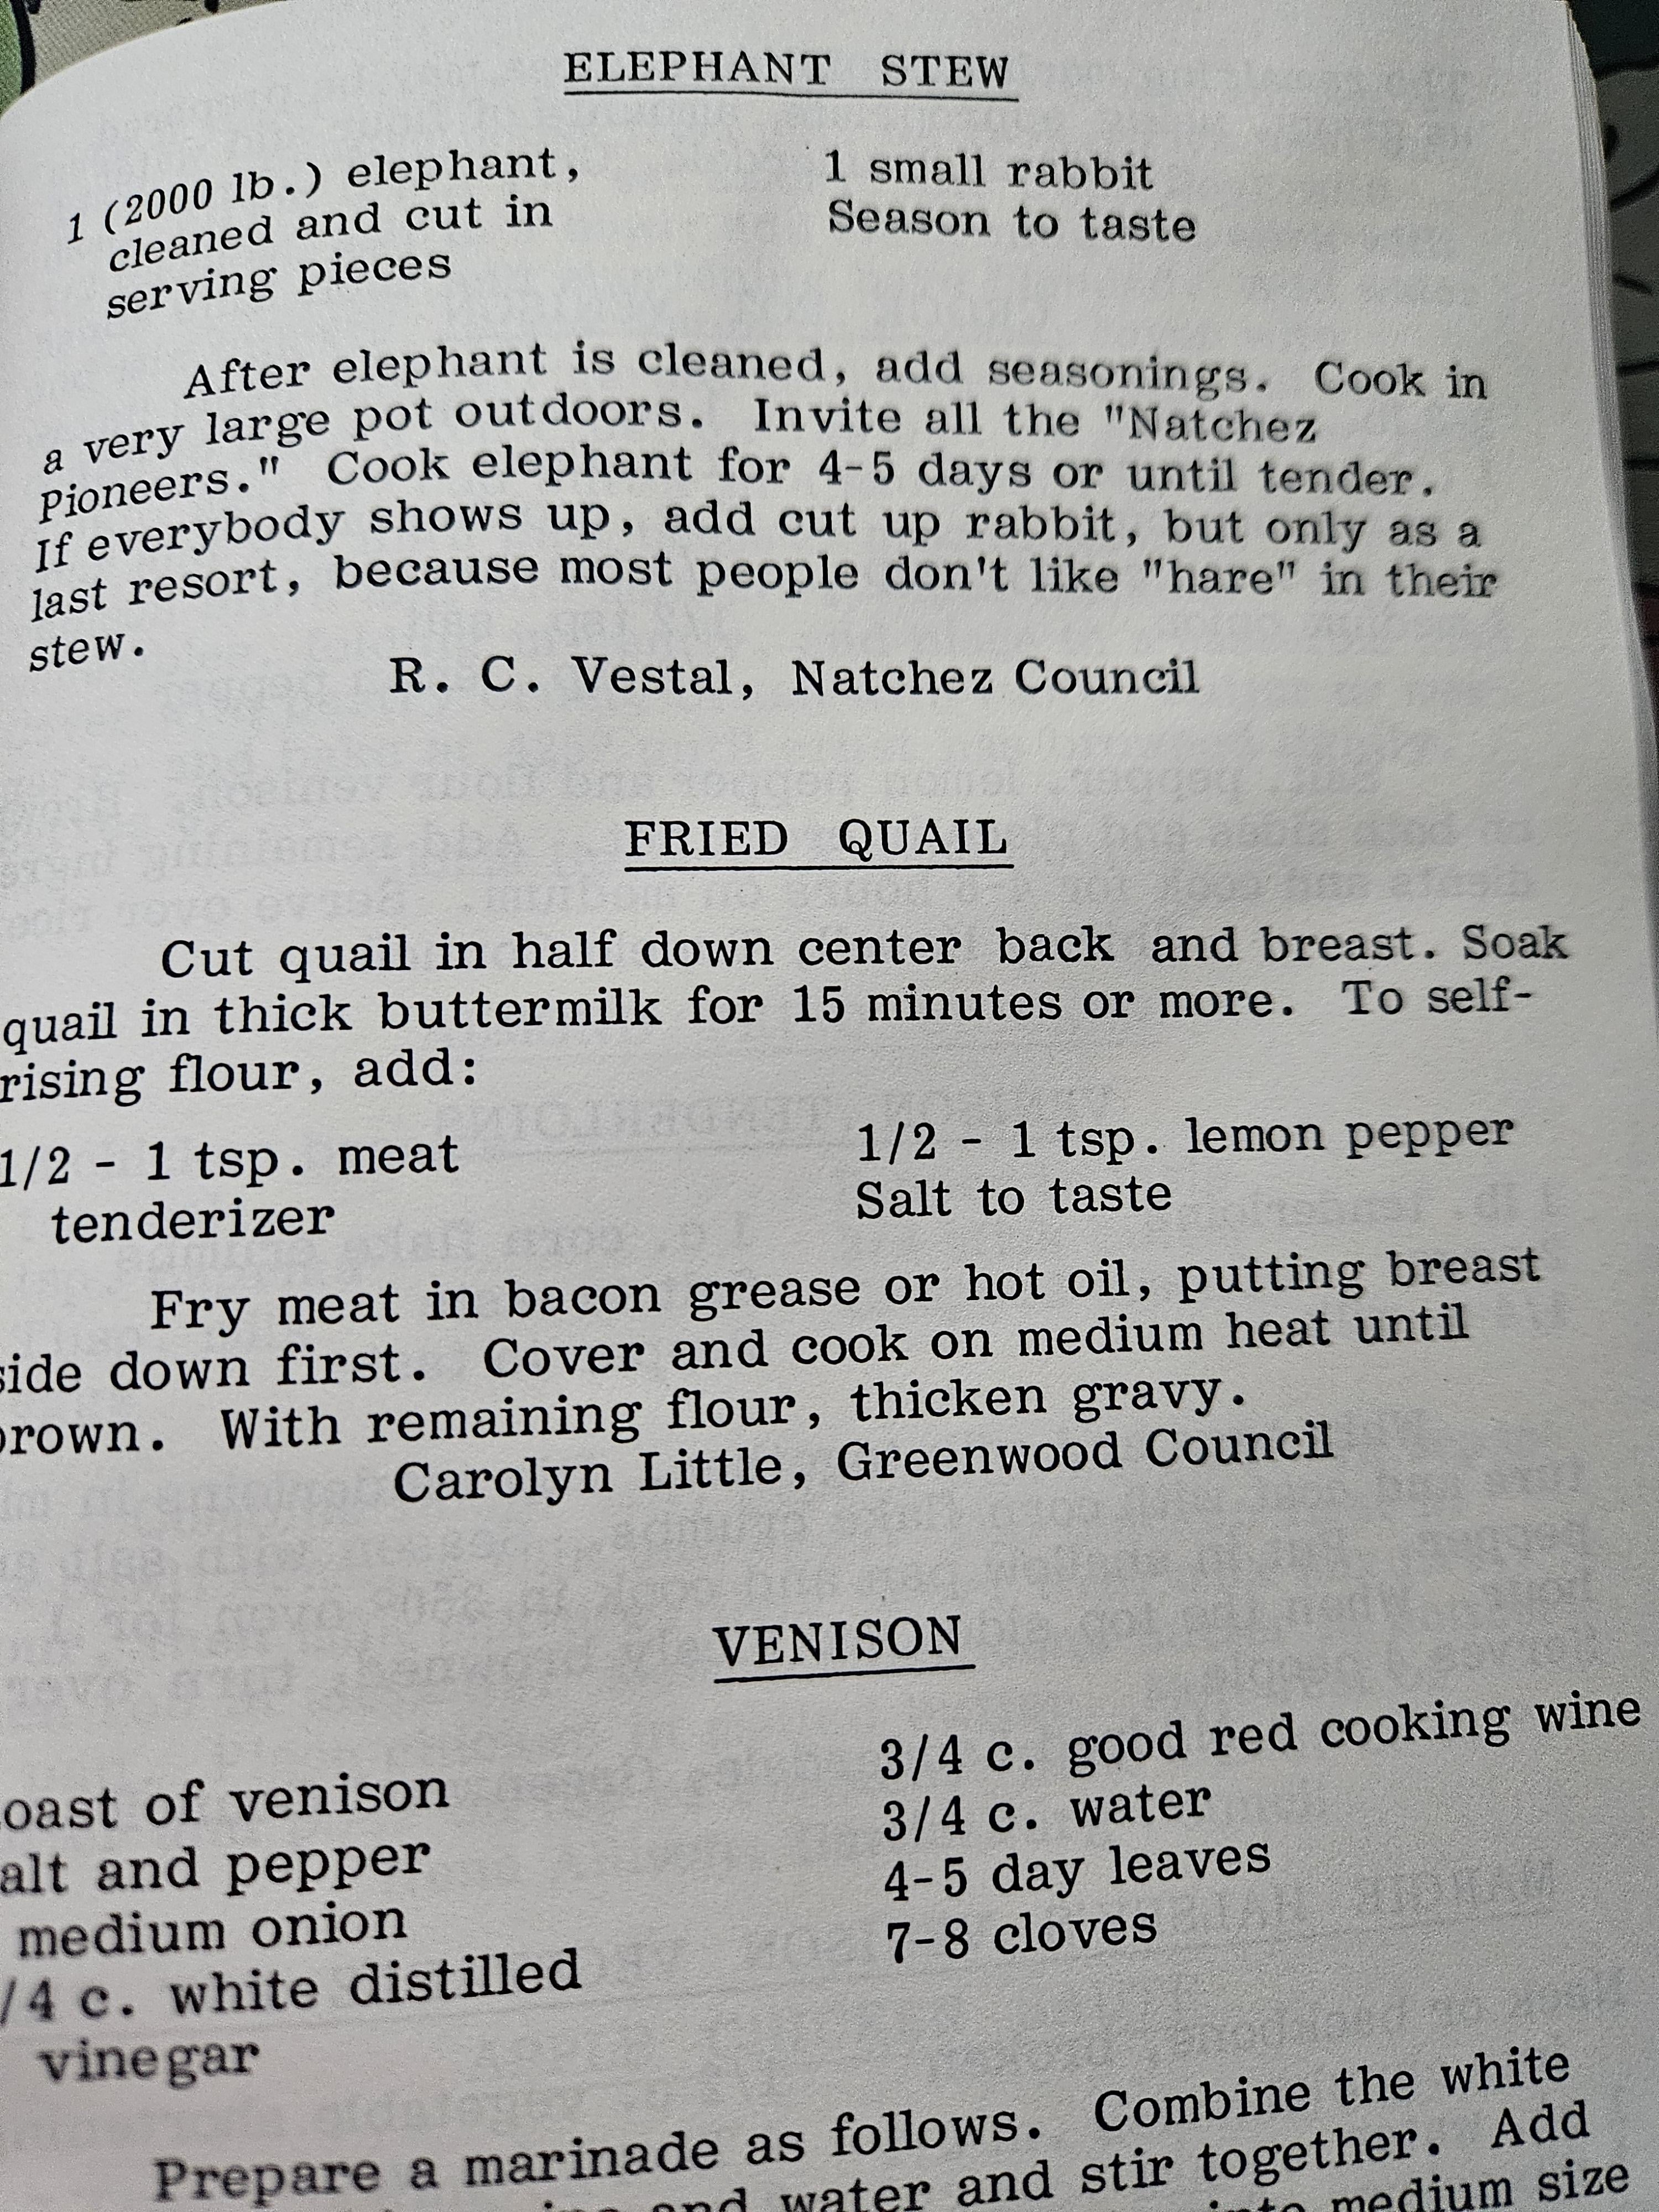 ELEPHANT STEW
1 (2000 lb.) elephant,
cleaned and cut in
serving pieces
1 small rabbit
Season to taste
After elephant is cleaned, add seasonings. Cook in
a very large pot outdoors. Invite all the "Natchez
Pioneers." Cook elephant for 4-5 days or until tender.
If everybody shows up, add cut up rabbit, but only as a
last resort, because most people don't like "hare" in their
stew.
R. C. Vestal, Natchez Council
FRIED QUAIL
Cut quail in half down center back and breast. Soak
quail in thick buttermilk for 15 minutes or more. To self-
rising flour, add:
1/2 - 1 tsp. meat
tenderizer
1/2 - 1 tsp. lemon pepper
Salt to taste
Fry meat in bacon grease or hot oil, putting breast
side down first. Cover and cook on medium heat until
brown. With remaining flour, thicken gravy.
Carolyn Little, Greenwood Council
VENISON
oast of venison
alt and pepper
medium onion
/4 c. white distilled
vinegar
3/4 c. good red cooking wine
3/4 c. water
4-5 day leaves
7-8 cloves
Prepare a marinade as follows. Combine the white
and water and stir together. Add
medium size